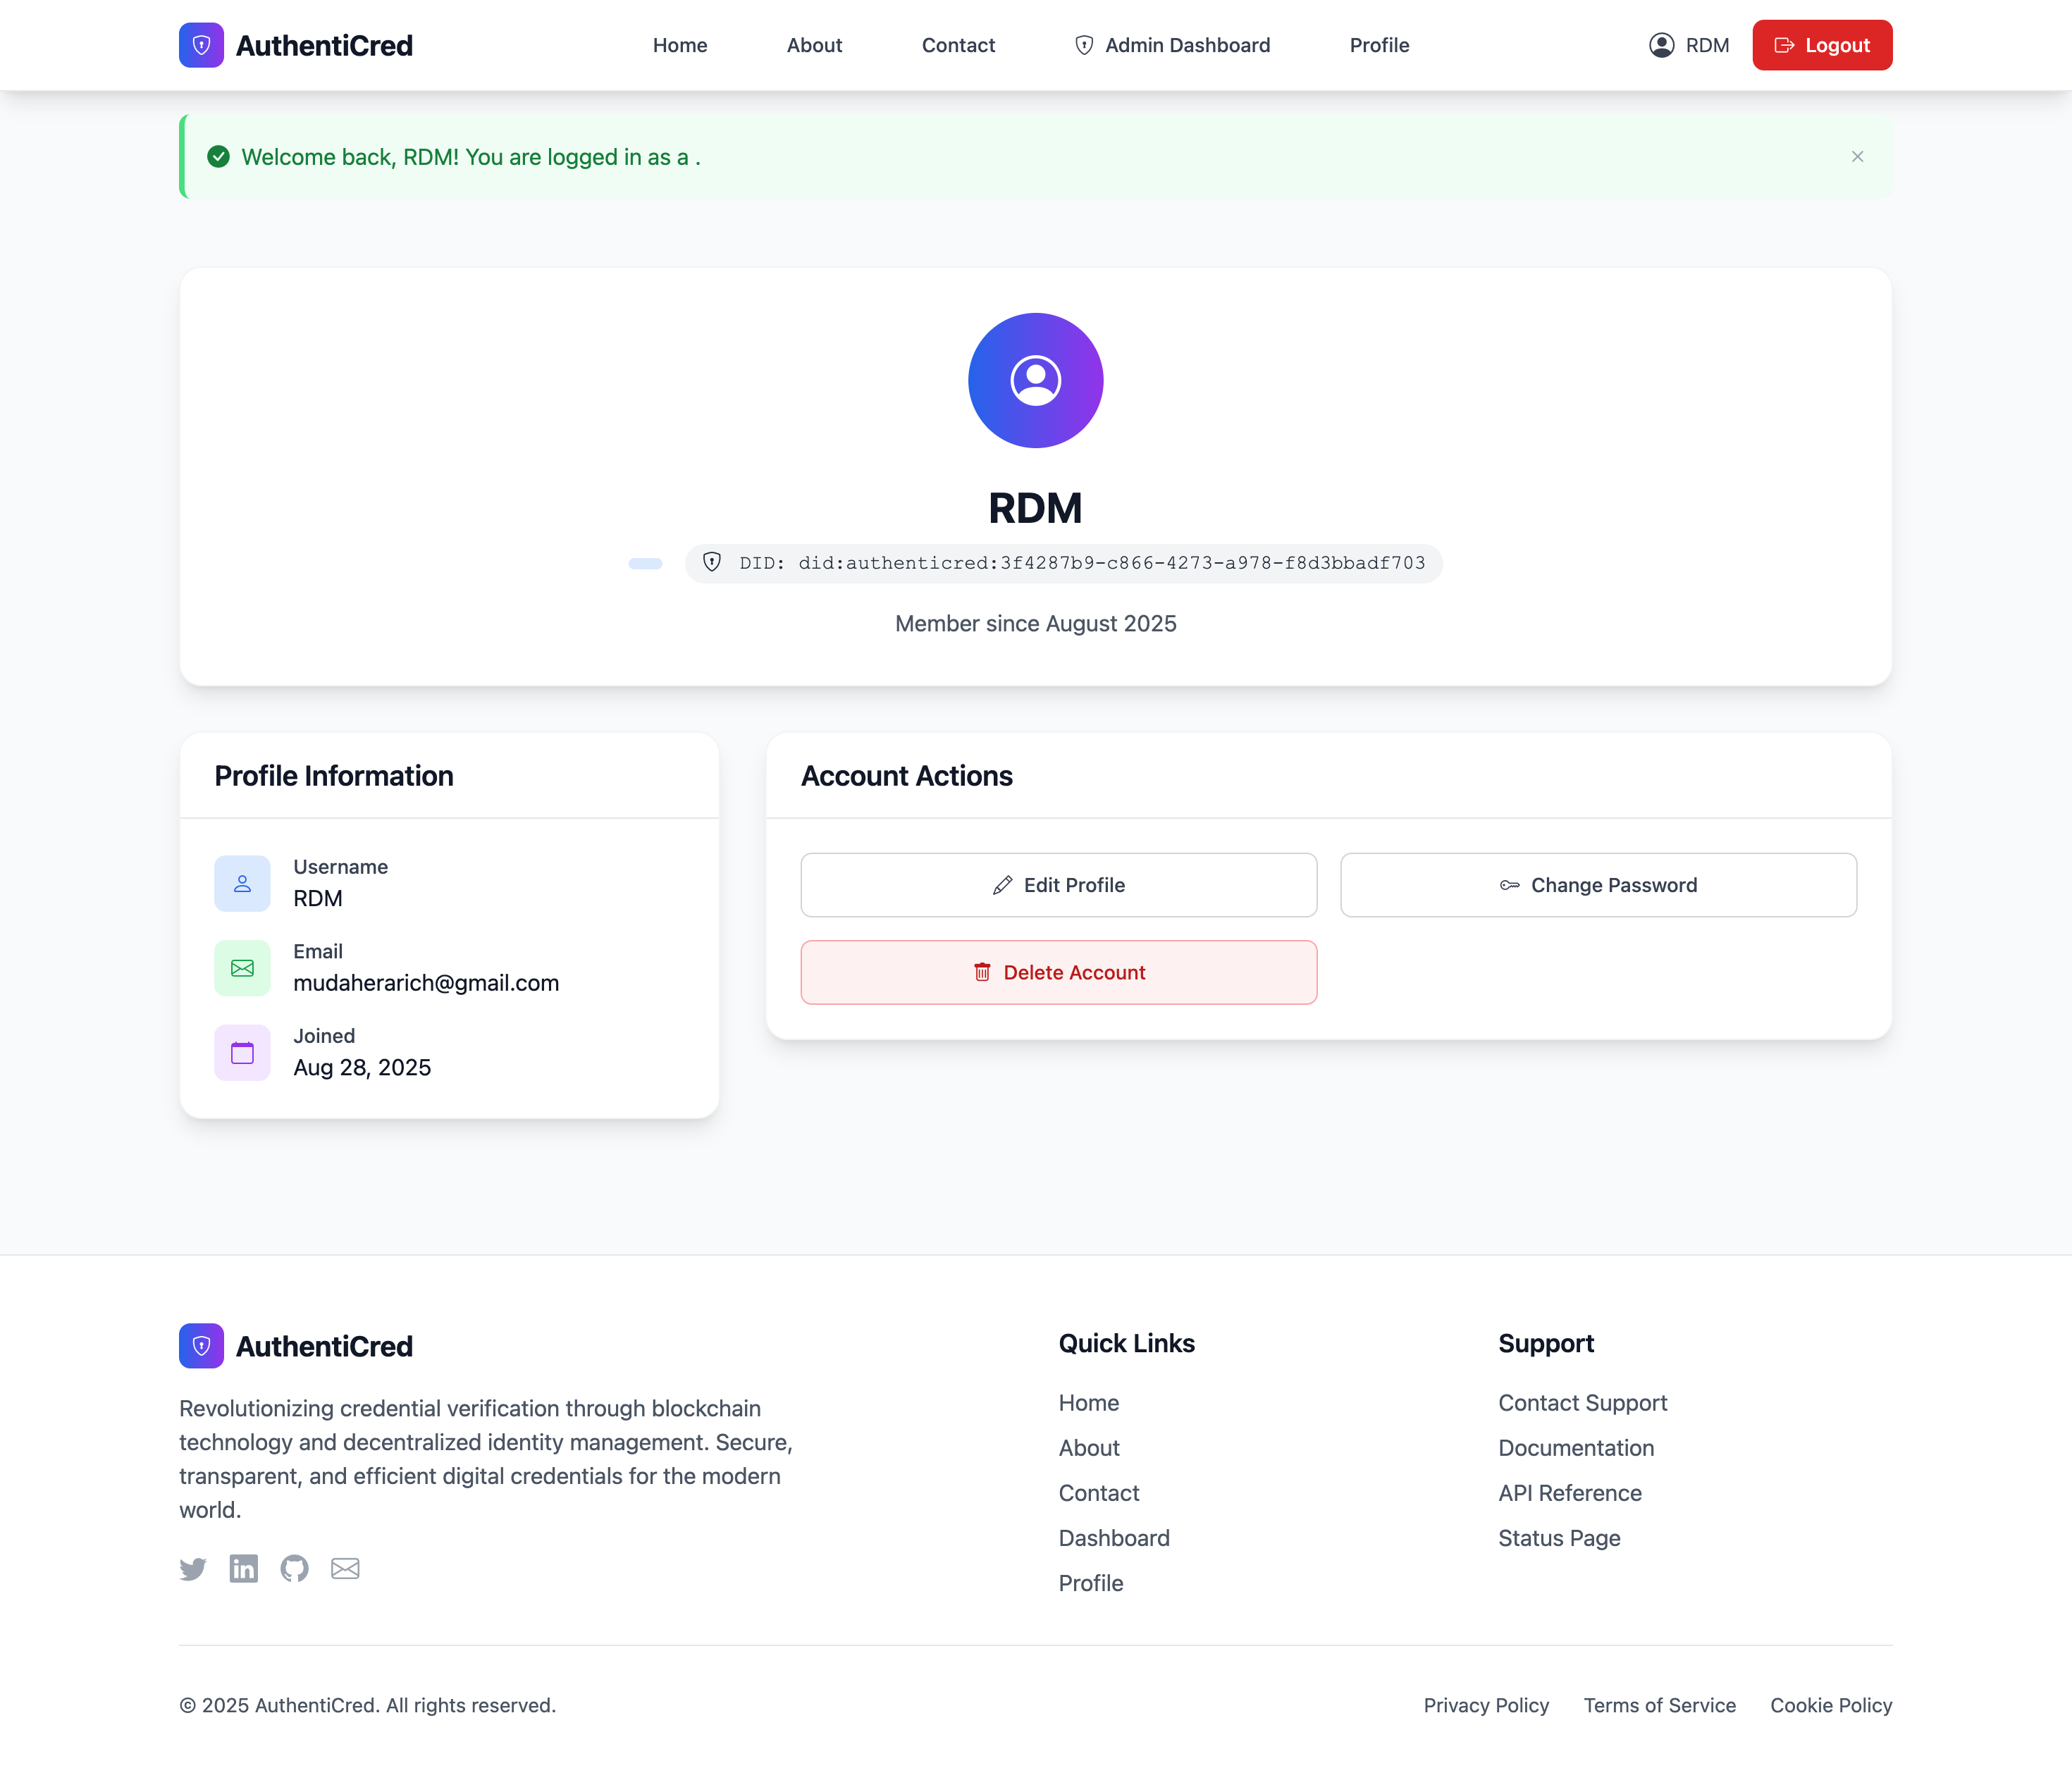 AuthentiCred
Home About Contact Admin Dashboard Profile RDM Logout
Welcome back, RDM! You are logged in as a .
RDM
DID: did:authenticred:3f4287b9-c866-4273-a978-f8d3bbadf703
Member since August 2025
Profile Information
Username
RDM
Email
mudaherarich@gmail.com
Joined
Aug 28, 2025
Account Actions
Edit Profile
Change Password
Delete Account
AuthentiCred
Revolutionizing credential verification through blockchain
technology and decentralized identity management. Secure,
transparent, and efficient digital credentials for the modern
world.
Quick Links
Home
About
Contact
Dashboard
Profile
Support
Contact Support
Documentation
API Reference
Status Page
© 2025 AuthentiCred. All rights reserved.
Privacy Policy Terms of Service Cookie Policy